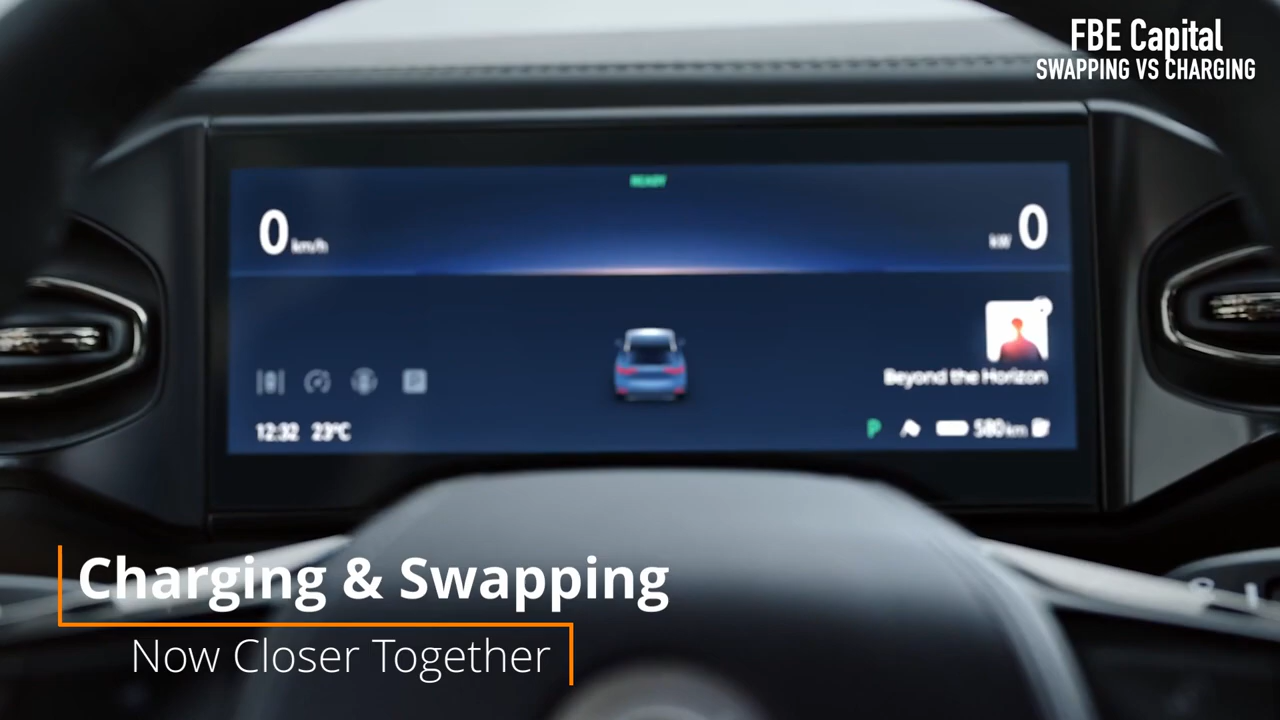 FBE Capital
SWAPPING VS CHARGING
READY
0 km/h
kW 0
Beyond the Horizon
12:32 23°C
P 580 km
Charging & Swapping
Now Closer Together